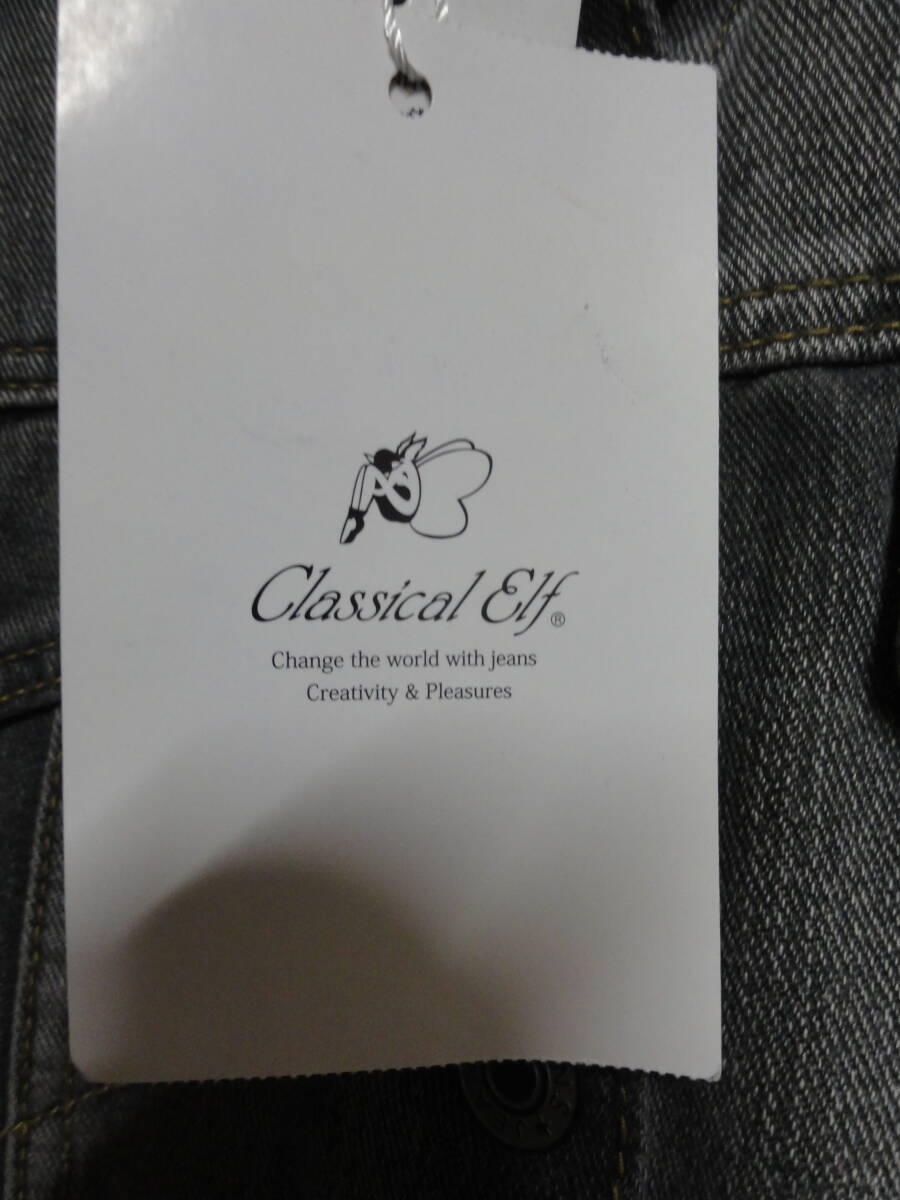 Classical Elf®
Change the world with jeans
Creativity & Pleasures